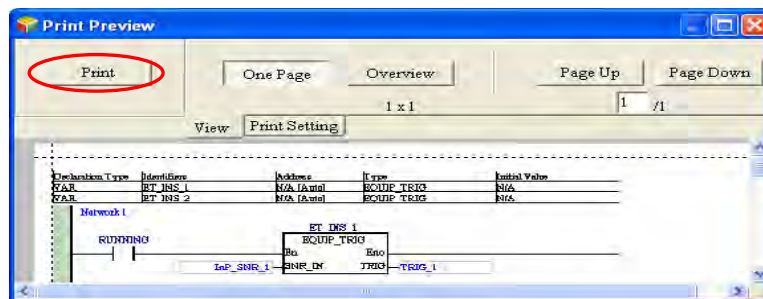 Print Preview
Print
One Page
Overview
Page Up
Page Down
1 x 1
1
/1
View
Print Setting
Declaration Type Identifiers Address Type Initial Value
VAR ET_INS_1 N/A [Auto] EQUIP_TRIG N/A
VAR ET_INS_2 N/A [Auto] EQUIP_TRIG N/A
Network 1
ET_INS_1
RUNNING
EQUIP_TRIG
En Eno
InP_SNR_1 SNR_IN TRIG TRIG_1